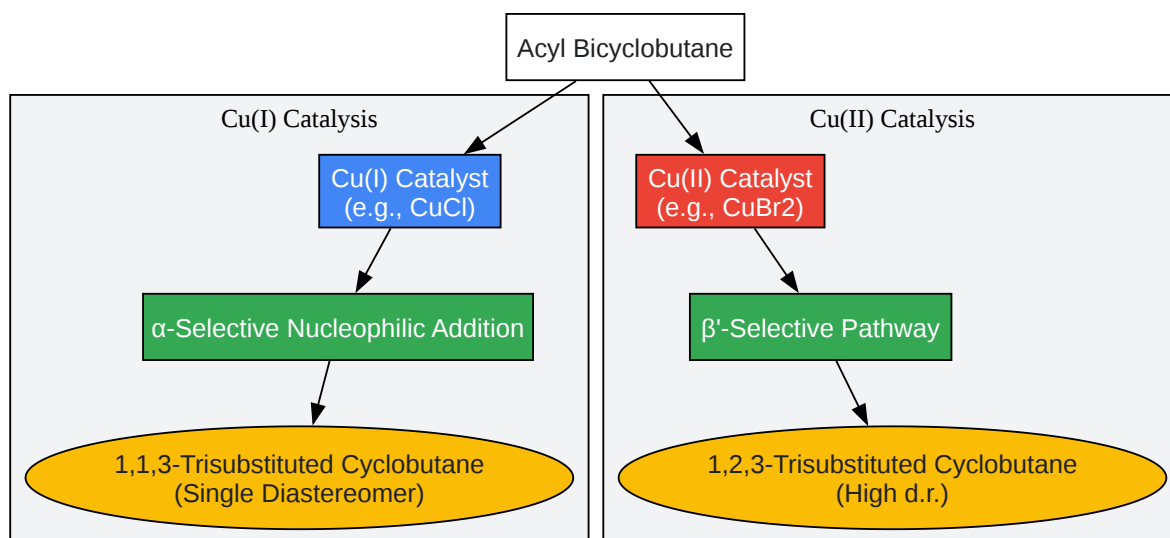 Acyl Bicyclobutane
Cu(I) Catalysis
Cu(II) Catalysis
Cu(I) Catalyst
(e.g., CuCl)
Cu(II) Catalyst
(e.g., CuBr2)
α-Selective Nucleophilic Addition
β'-Selective Pathway
1,1,3-Trisubstituted Cyclobutane
(Single Diastereomer)
1,2,3-Trisubstituted Cyclobutane
(High d.r.)